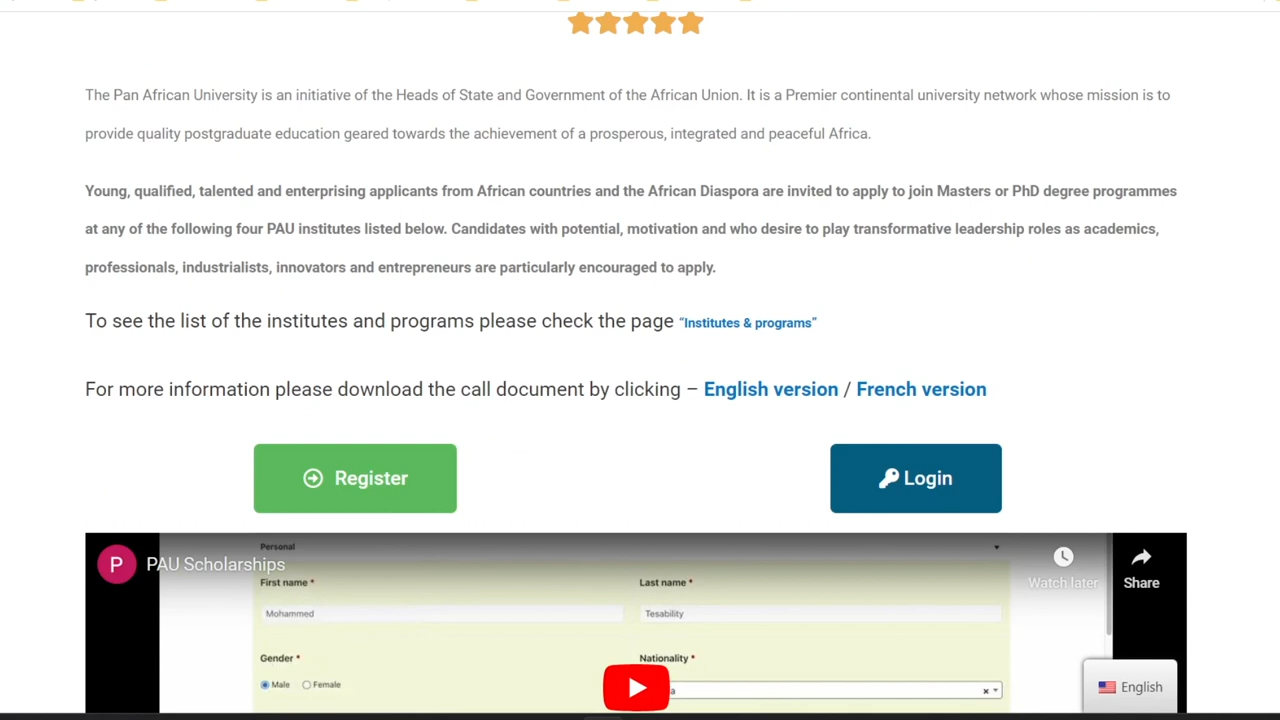 The Pan African University is an initiative of the Heads of State and Government of the African Union. It is a Premier continental university network whose mission is to
provide quality postgraduate education geared towards the achievement of a prosperous, integrated and peaceful Africa.
Young, qualified, talented and enterprising applicants from African countries and the African Diaspora are invited to apply to join Masters or PhD degree programmes
at any of the following four PAU institutes listed below. Candidates with potential, motivation and who desire to play transformative leadership roles as academics,
professionals, industrialists, innovators and entrepreneurs are particularly encouraged to apply.
To see the list of the institutes and programs please check the page “Institutes & programs”
For more information please download the call document by clicking – English version / French version
Register Login
Personal
P PAU Scholarships
Watch later Share
First name * Last name *
Mohammed Tesability
Gender * Nationality *
Male Female
a
English